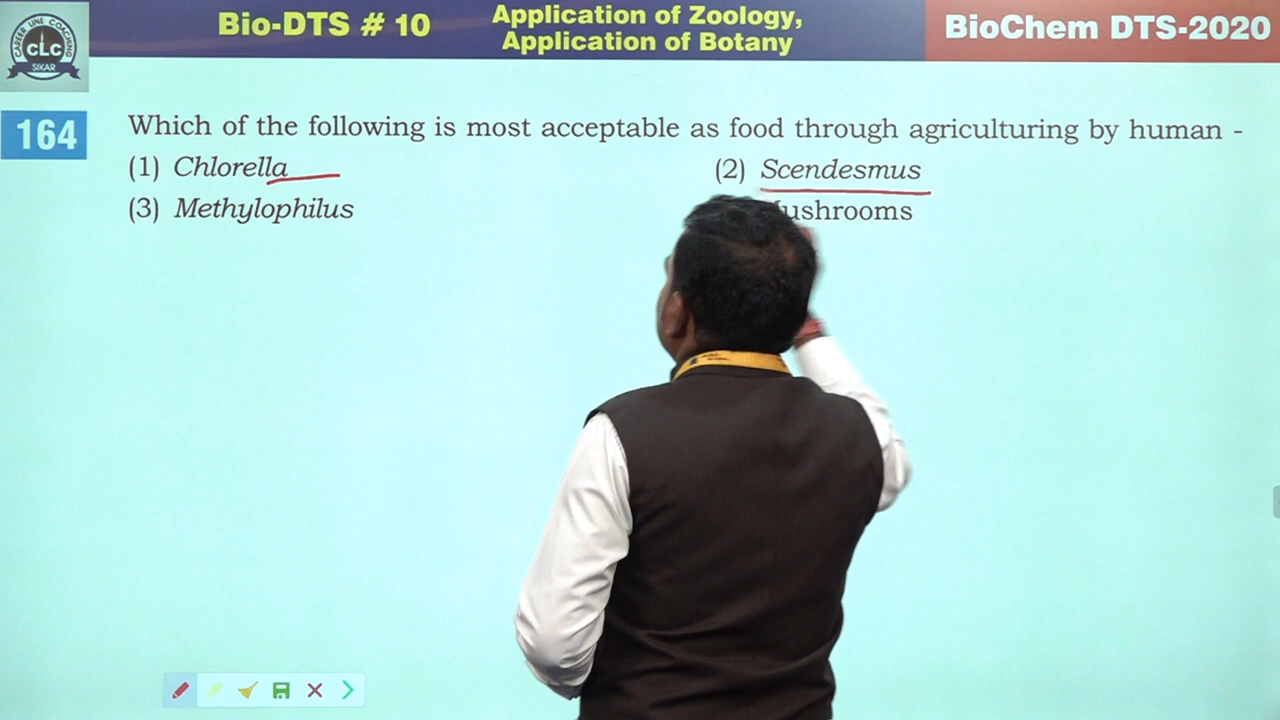 CAREER LINE COACHING
CLC
SIKAR
Bio-DTS # 10
Application of Zoology,
Application of Botany
BioChem DTS-2020
164
Which of the following is most acceptable as food through agriculturing by human -
(1) Chlorella
(2) Scendesmus
(3) Methylophilus
Mushrooms